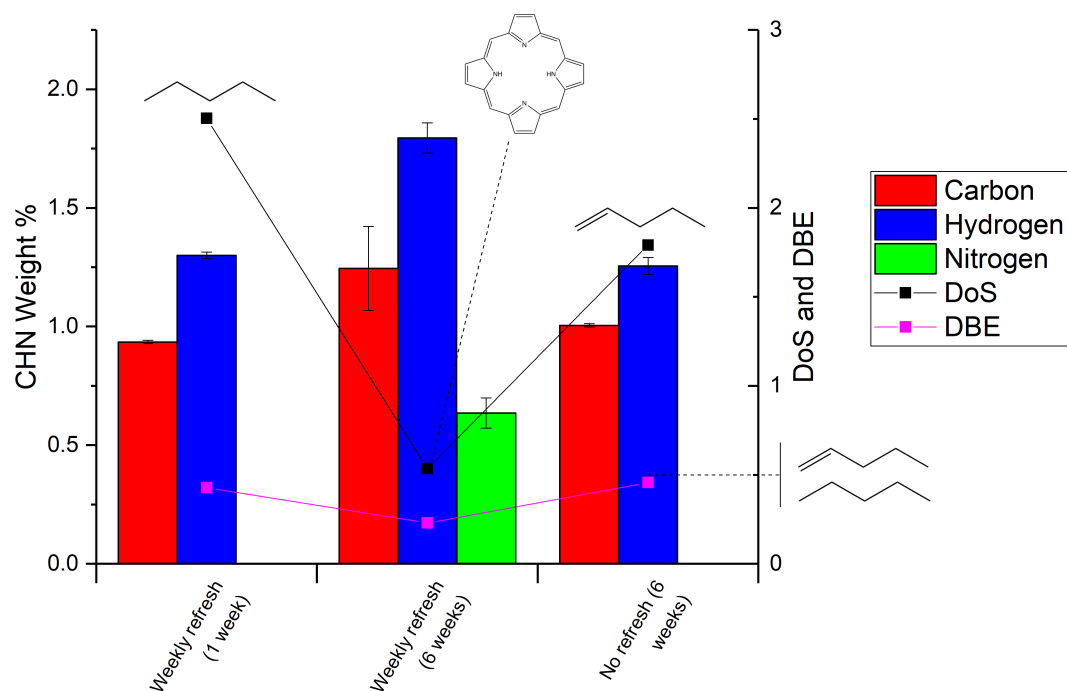 N
NH
HN
N
CHN Weight %
2.0
1.5
1.0
0.5
0.0
3
2
1
0
DoS and DBE
Carbon
Hydrogen
Nitrogen
DoS
DBE
Weekly refresh
(1 week)
Weekly refresh
(6 weeks)
No refresh (6
weeks)